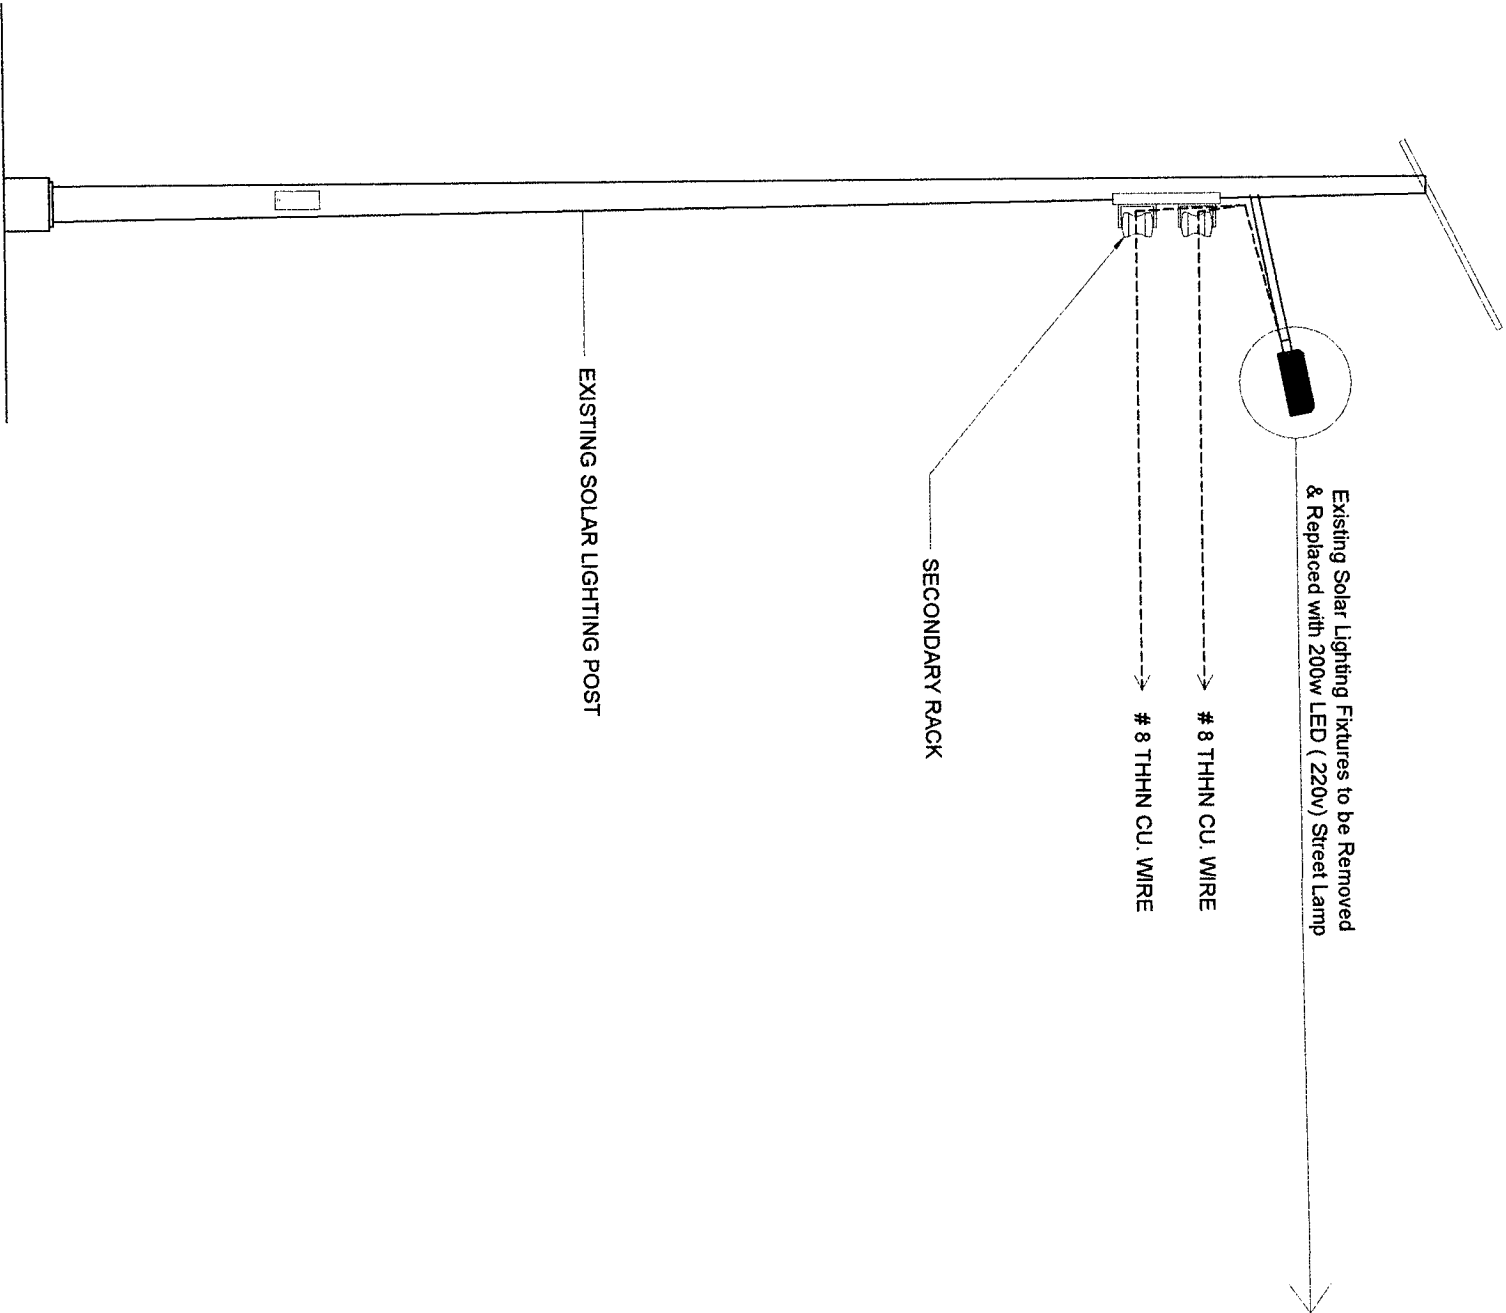 Existing Solar Lighting Fixtures to be Removed
& Replaced with 200w LED ( 220v) Street Lamp
# 8 THHN CU. WIRE
# 8 THHN CU. WIRE
SECONDARY RACK
EXISTING SOLAR LIGHTING POST